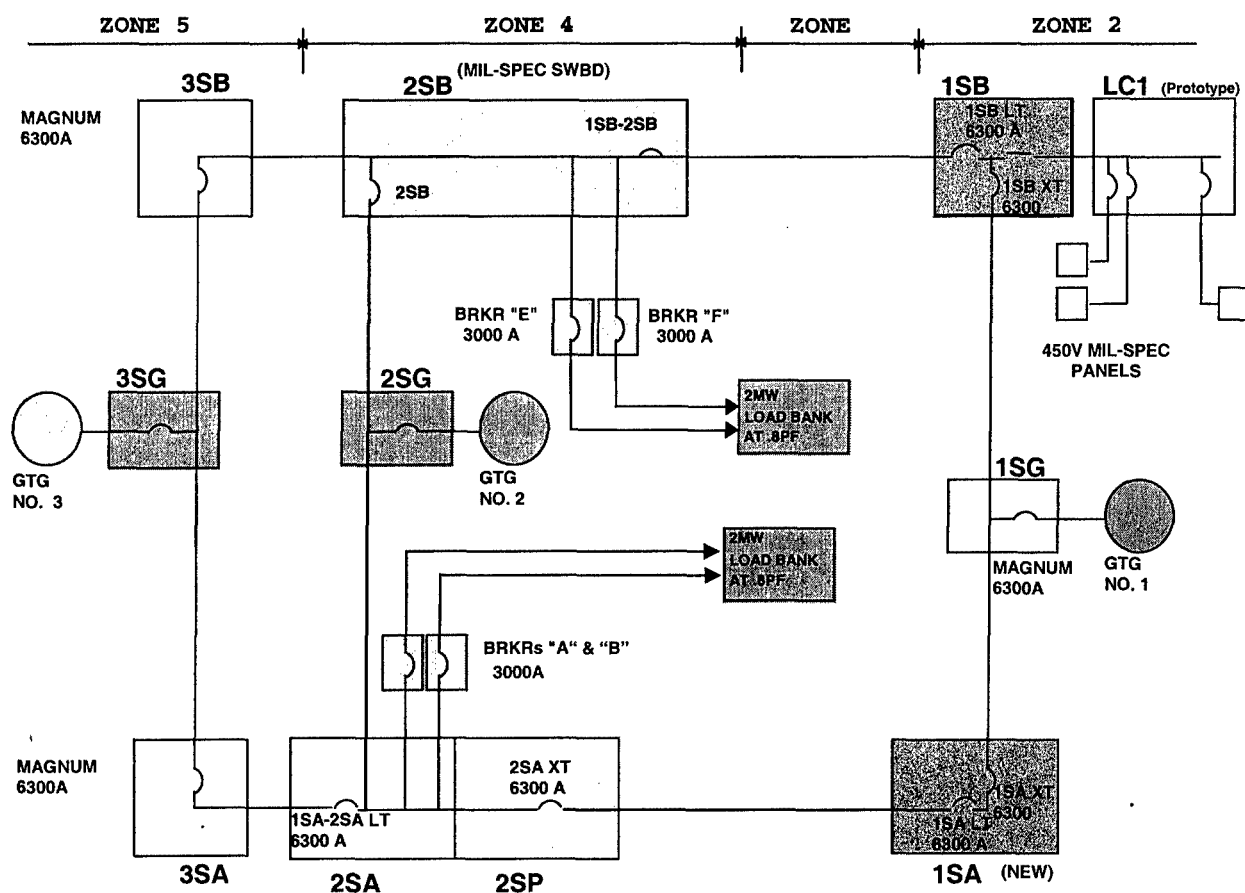 ZONE 5
ZONE 4
ZONE
ZONE 2
(MIL-SPEC SWBD)
3SB
2SB
1SB
LC1 (Prototype)
MAGNUM
6300A
1SB-2SB
1SB LT
6300 A
2SB
1SB XT
6300
BRKR "E"
3000 A
BRKR "F"
3000 A
450V MIL-SPEC
PANELS
3SG
2SG
2MW
LOAD BANK
AT .8PF
GTG
NO. 3
GTG
NO. 2
1SG
2MW
LOAD BANK
AT .8PF
MAGNUM
6300A
GTG
NO. 1
BRKRs "A" & "B"
3000A
MAGNUM
6300A
2SA XT
6300 A
1SA XT
6300
1SA-2SA LT
6300 A
1SA LT
6300 A
3SA
2SA
2SP
1SA (NEW)